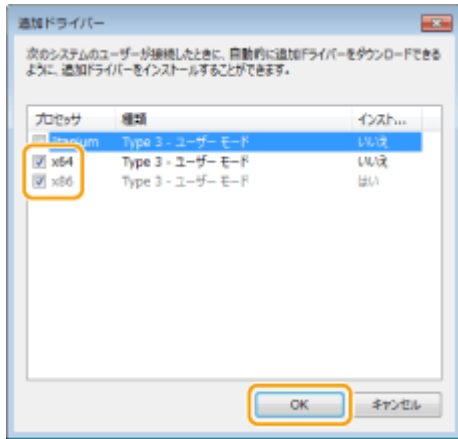 追加ドライバー
次のシステムのユーザーが接続したときに、自動的に追加ドライバーをダウンロードできる
ように、追加ドライバーをインストールすることができます。
プロセッサ 種類 インスト...
Itanium Type 3 - ユーザー モード いいえ
x64 Type 3 - ユーザー モード いいえ
x86 Type 3 - ユーザー モード はい
OK キャンセル